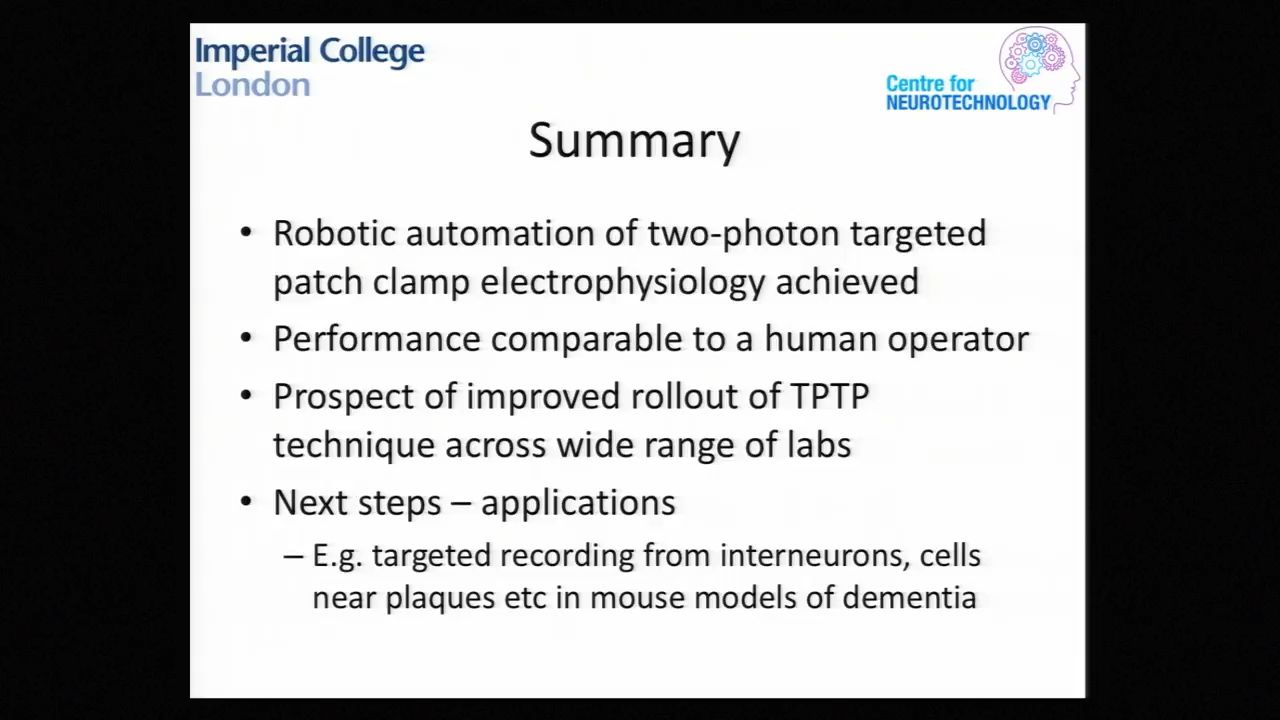 Imperial College
London
Centre for
NEUROTECHNOLOGY
Summary
• Robotic automation of two-photon targeted
patch clamp electrophysiology achieved
• Performance comparable to a human operator
• Prospect of improved rollout of TPTP
technique across wide range of labs
• Next steps – applications
– E.g. targeted recording from interneurons, cells
near plaques etc in mouse models of dementia